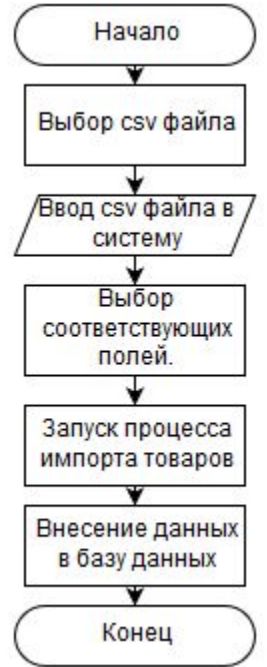 Начало
Выбор csv файла
Ввод csv файла в
систему
Выбор
соответствующих
полей.
Запуск процесса
импорта товаров
Внесение данных
в базу данных
Конец